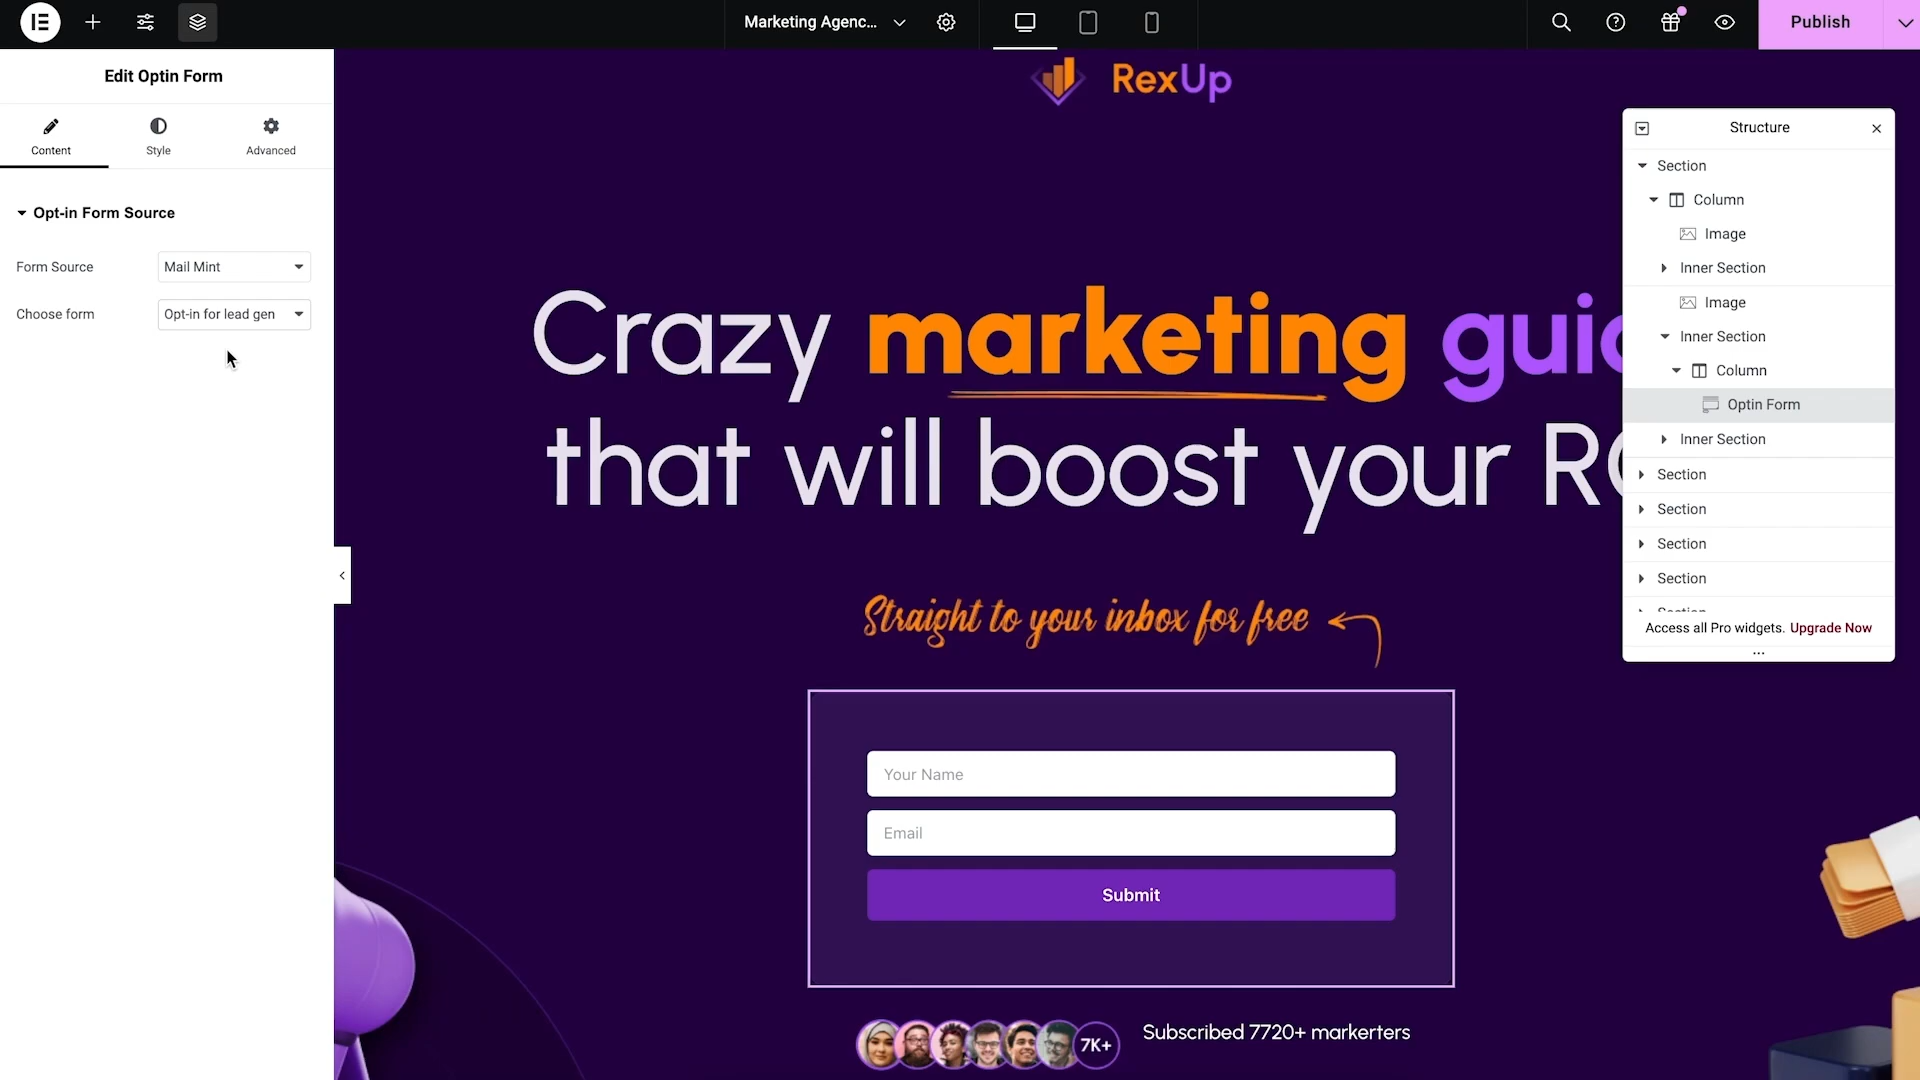 Marketing Agenc...
Publish
Edit Optin Form
Content
Style
Advanced
Opt-in Form Source
Form Source
Mail Mint
Choose form
Opt-in for lead gen
RexUp
Crazy marketing
that will boost your
Straight to your inbox for free
Your Name
Email
Submit
7K+
Subscribed 7720+ markerters
Structure
Section
Column
Image
Inner Section
Image
Inner Section
Column
Optin Form
Inner Section
Section
Section
Section
Section
Access all Pro widgets. Upgrade Now
...